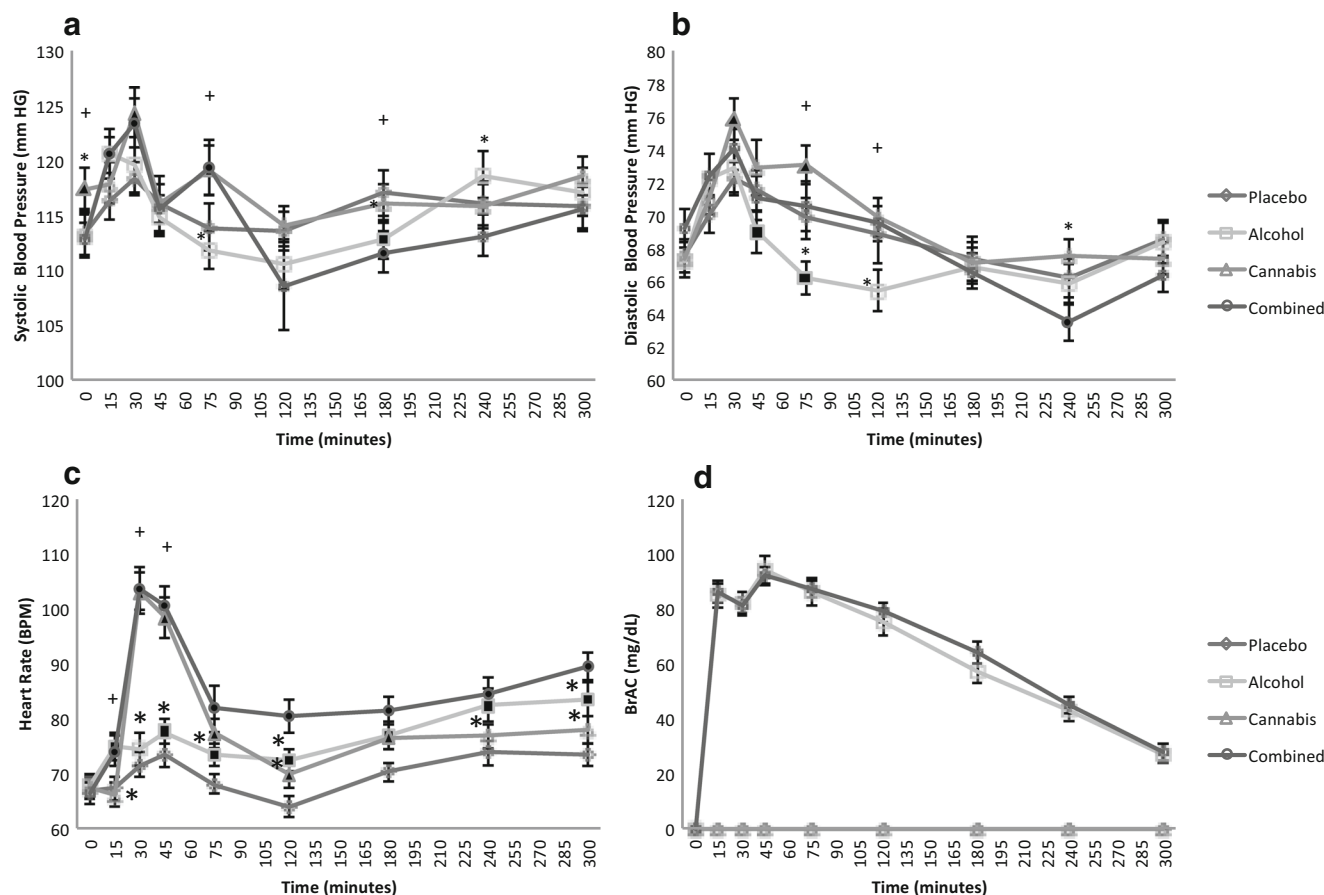 a
130
125
120
115
110
105
100
Systolic Blood Pressure (mm HG)
+ + + * * * *
0 15 30 45 60 75 90 105 120 135 150 165 180 195 210 225 240 255 270 285 300
Time (minutes)
b
80
78
76
74
72
70
68
66
64
62
60
Diastolic Blood Pressure (mm HG)
+ + * * *
0 15 30 45 60 75 90 105 120 135 150 165 180 195 210 225 240 255 270 285 300
Time (minutes)
Placebo
Alcohol
Cannabis
Combined
c
120
110
100
90
80
70
60
Heart Rate (BPM)
+ + + * * * * * * * * *
0 15 30 45 60 75 90 105 120 135 150 165 180 195 210 225 240 255 270 285 300
Time (minutes)
d
120
100
80
60
40
20
0
BrAC (mg/dL)
0 15 30 45 60 75 90 105 120 135 150 165 180 195 210 225 240 255 270 285 300
Time (minutes)
Placebo
Alcohol
Cannabis
Combined